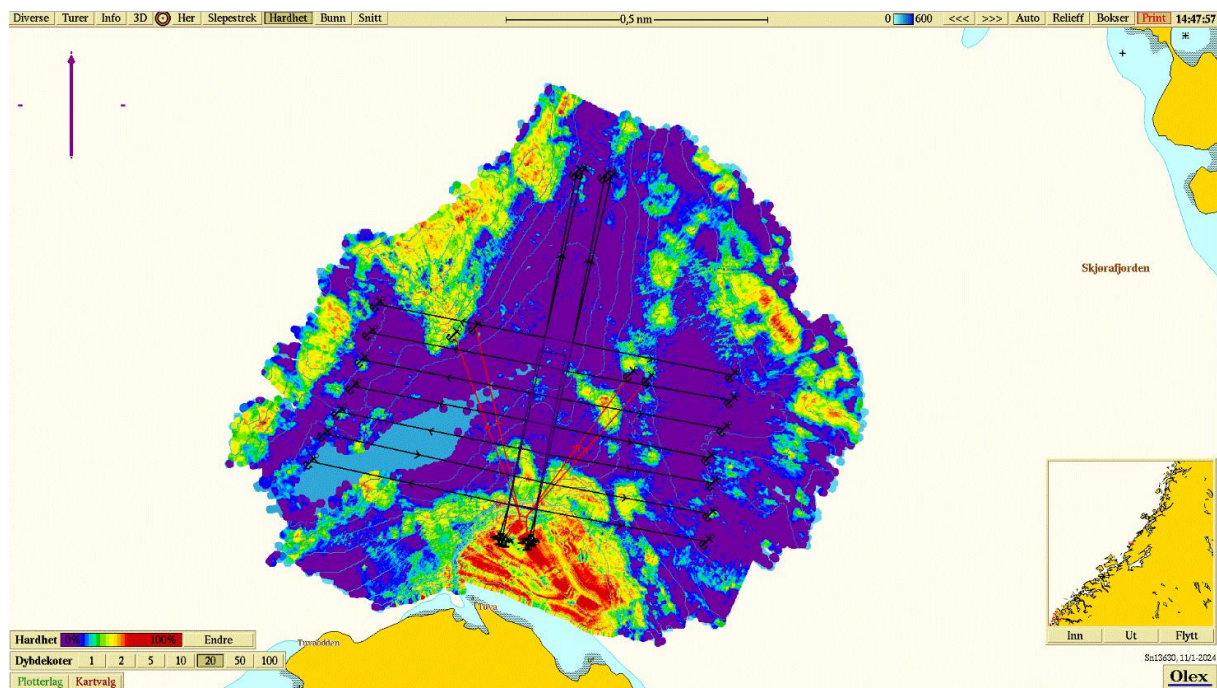 Diverse Turer Info 3D Her Slepestrek Hardhet Bunn Snitt 0,5 nm 0 600 <<< >>> Auto Relieff Bokser Print 14:47:57
Skjørafjorden
Tuva
Tuvaodden
Hardhet 0% 100% Endre
Dybdekoter 1 2 5 10 20 50 100
Plotterlag Kartvalg
Inn Ut Flytt
Sn13630, 11/1-2024
Olex